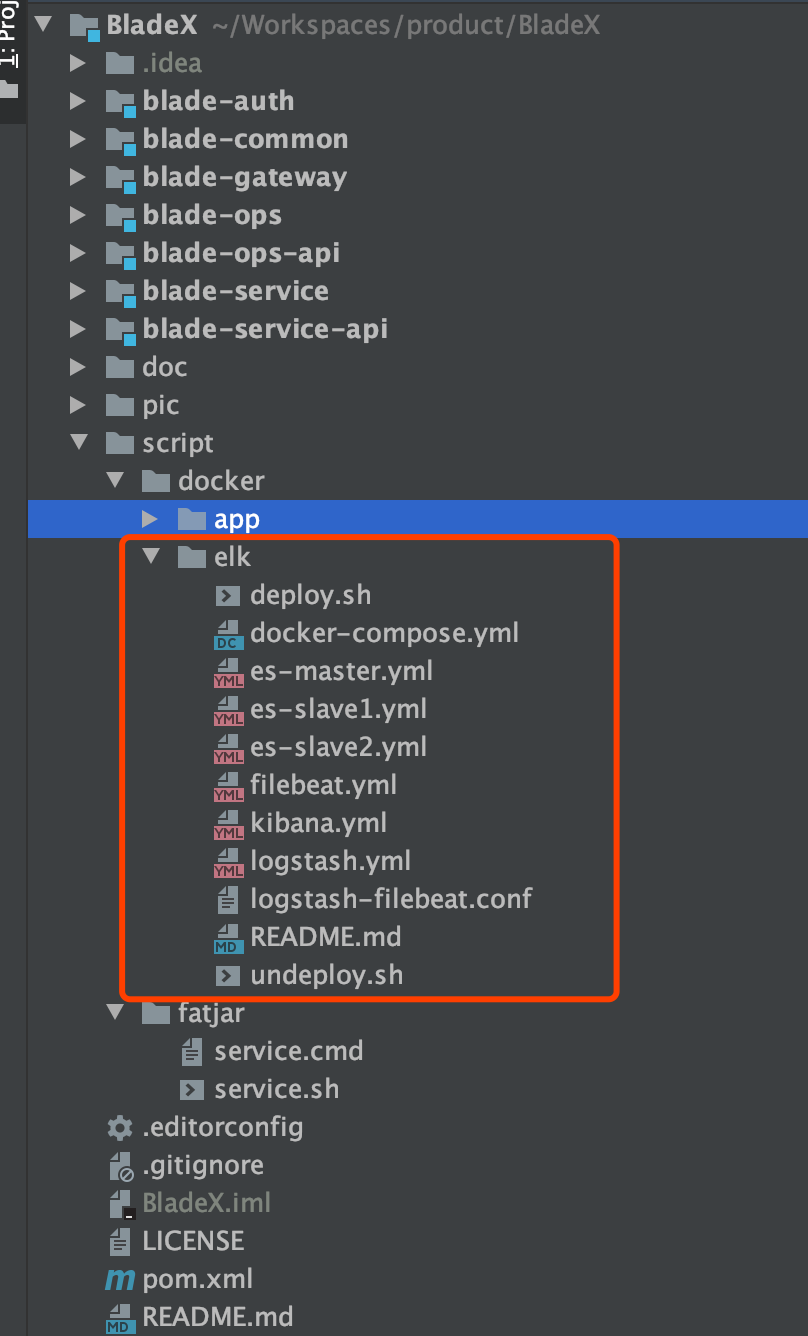 1: Proj
BladeX ~/Workspaces/product/BladeX
.idea
blade-auth
blade-common
blade-gateway
blade-ops
blade-ops-api
blade-service
blade-service-api
doc
pic
script
docker
app
elk
deploy.sh
DC docker-compose.yml
YML es-master.yml
YML es-slave1.yml
YML es-slave2.yml
YML filebeat.yml
YML kibana.yml
YML logstash.yml
logstash-filebeat.conf
MD README.md
undeploy.sh
fatjar
service.cmd
service.sh
.editorconfig
.gitignore
BladeX.iml
LICENSE
m pom.xml
MD README.md